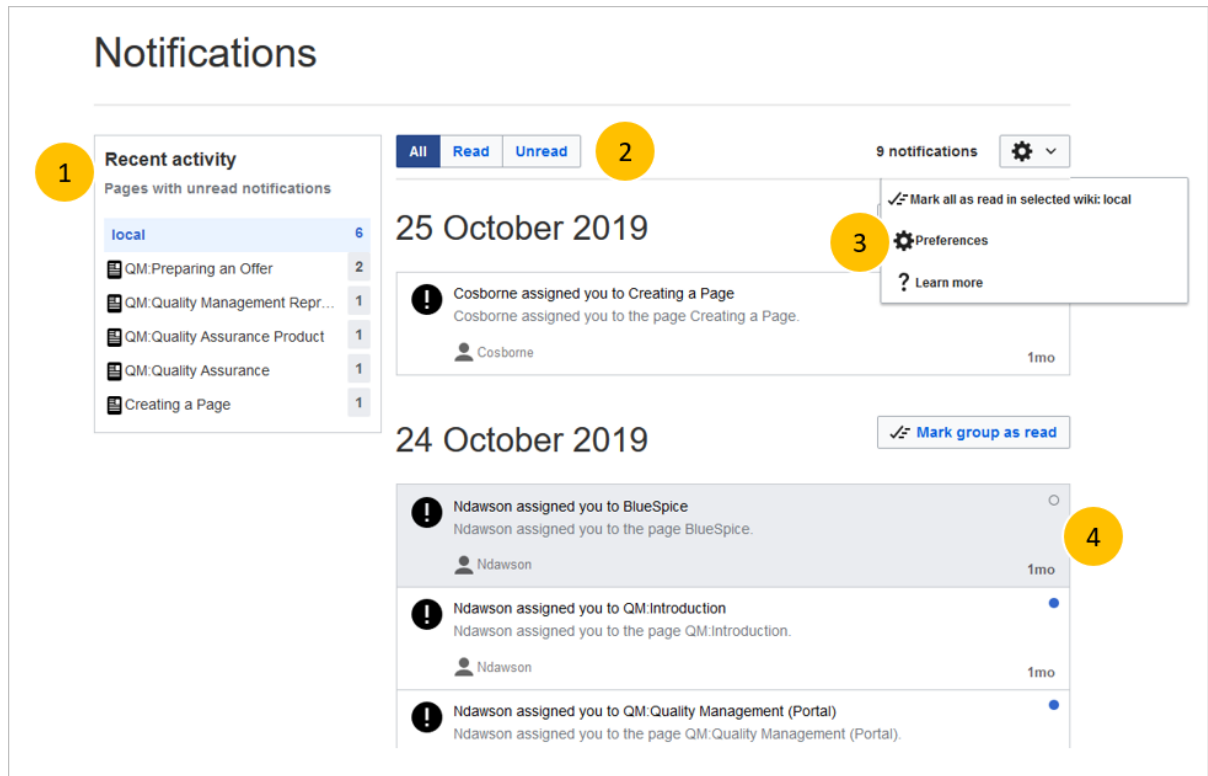 Notifications
1
Recent activity
Pages with unread notifications
local 6
QM:Preparing an Offer 2
QM:Quality Management Repr... 1
QM:Quality Assurance Product 1
QM:Quality Assurance 1
Creating a Page 1
All Read Unread
2
9 notifications
Mark all as read in selected wiki: local
3
Preferences
? Learn more
25 October 2019
Cosborne assigned you to Creating a Page
Cosborne assigned you to the page Creating a Page.
Cosborne
1mo
24 October 2019
Mark group as read
Ndawson assigned you to BlueSpice
Ndawson assigned you to the page BlueSpice.
Ndawson
1mo
4
Ndawson assigned you to QM:Introduction
Ndawson assigned you to the page QM:Introduction.
Ndawson
1mo
Ndawson assigned you to QM:Quality Management (Portal)
Ndawson assigned you to the page QM:Quality Management (Portal).